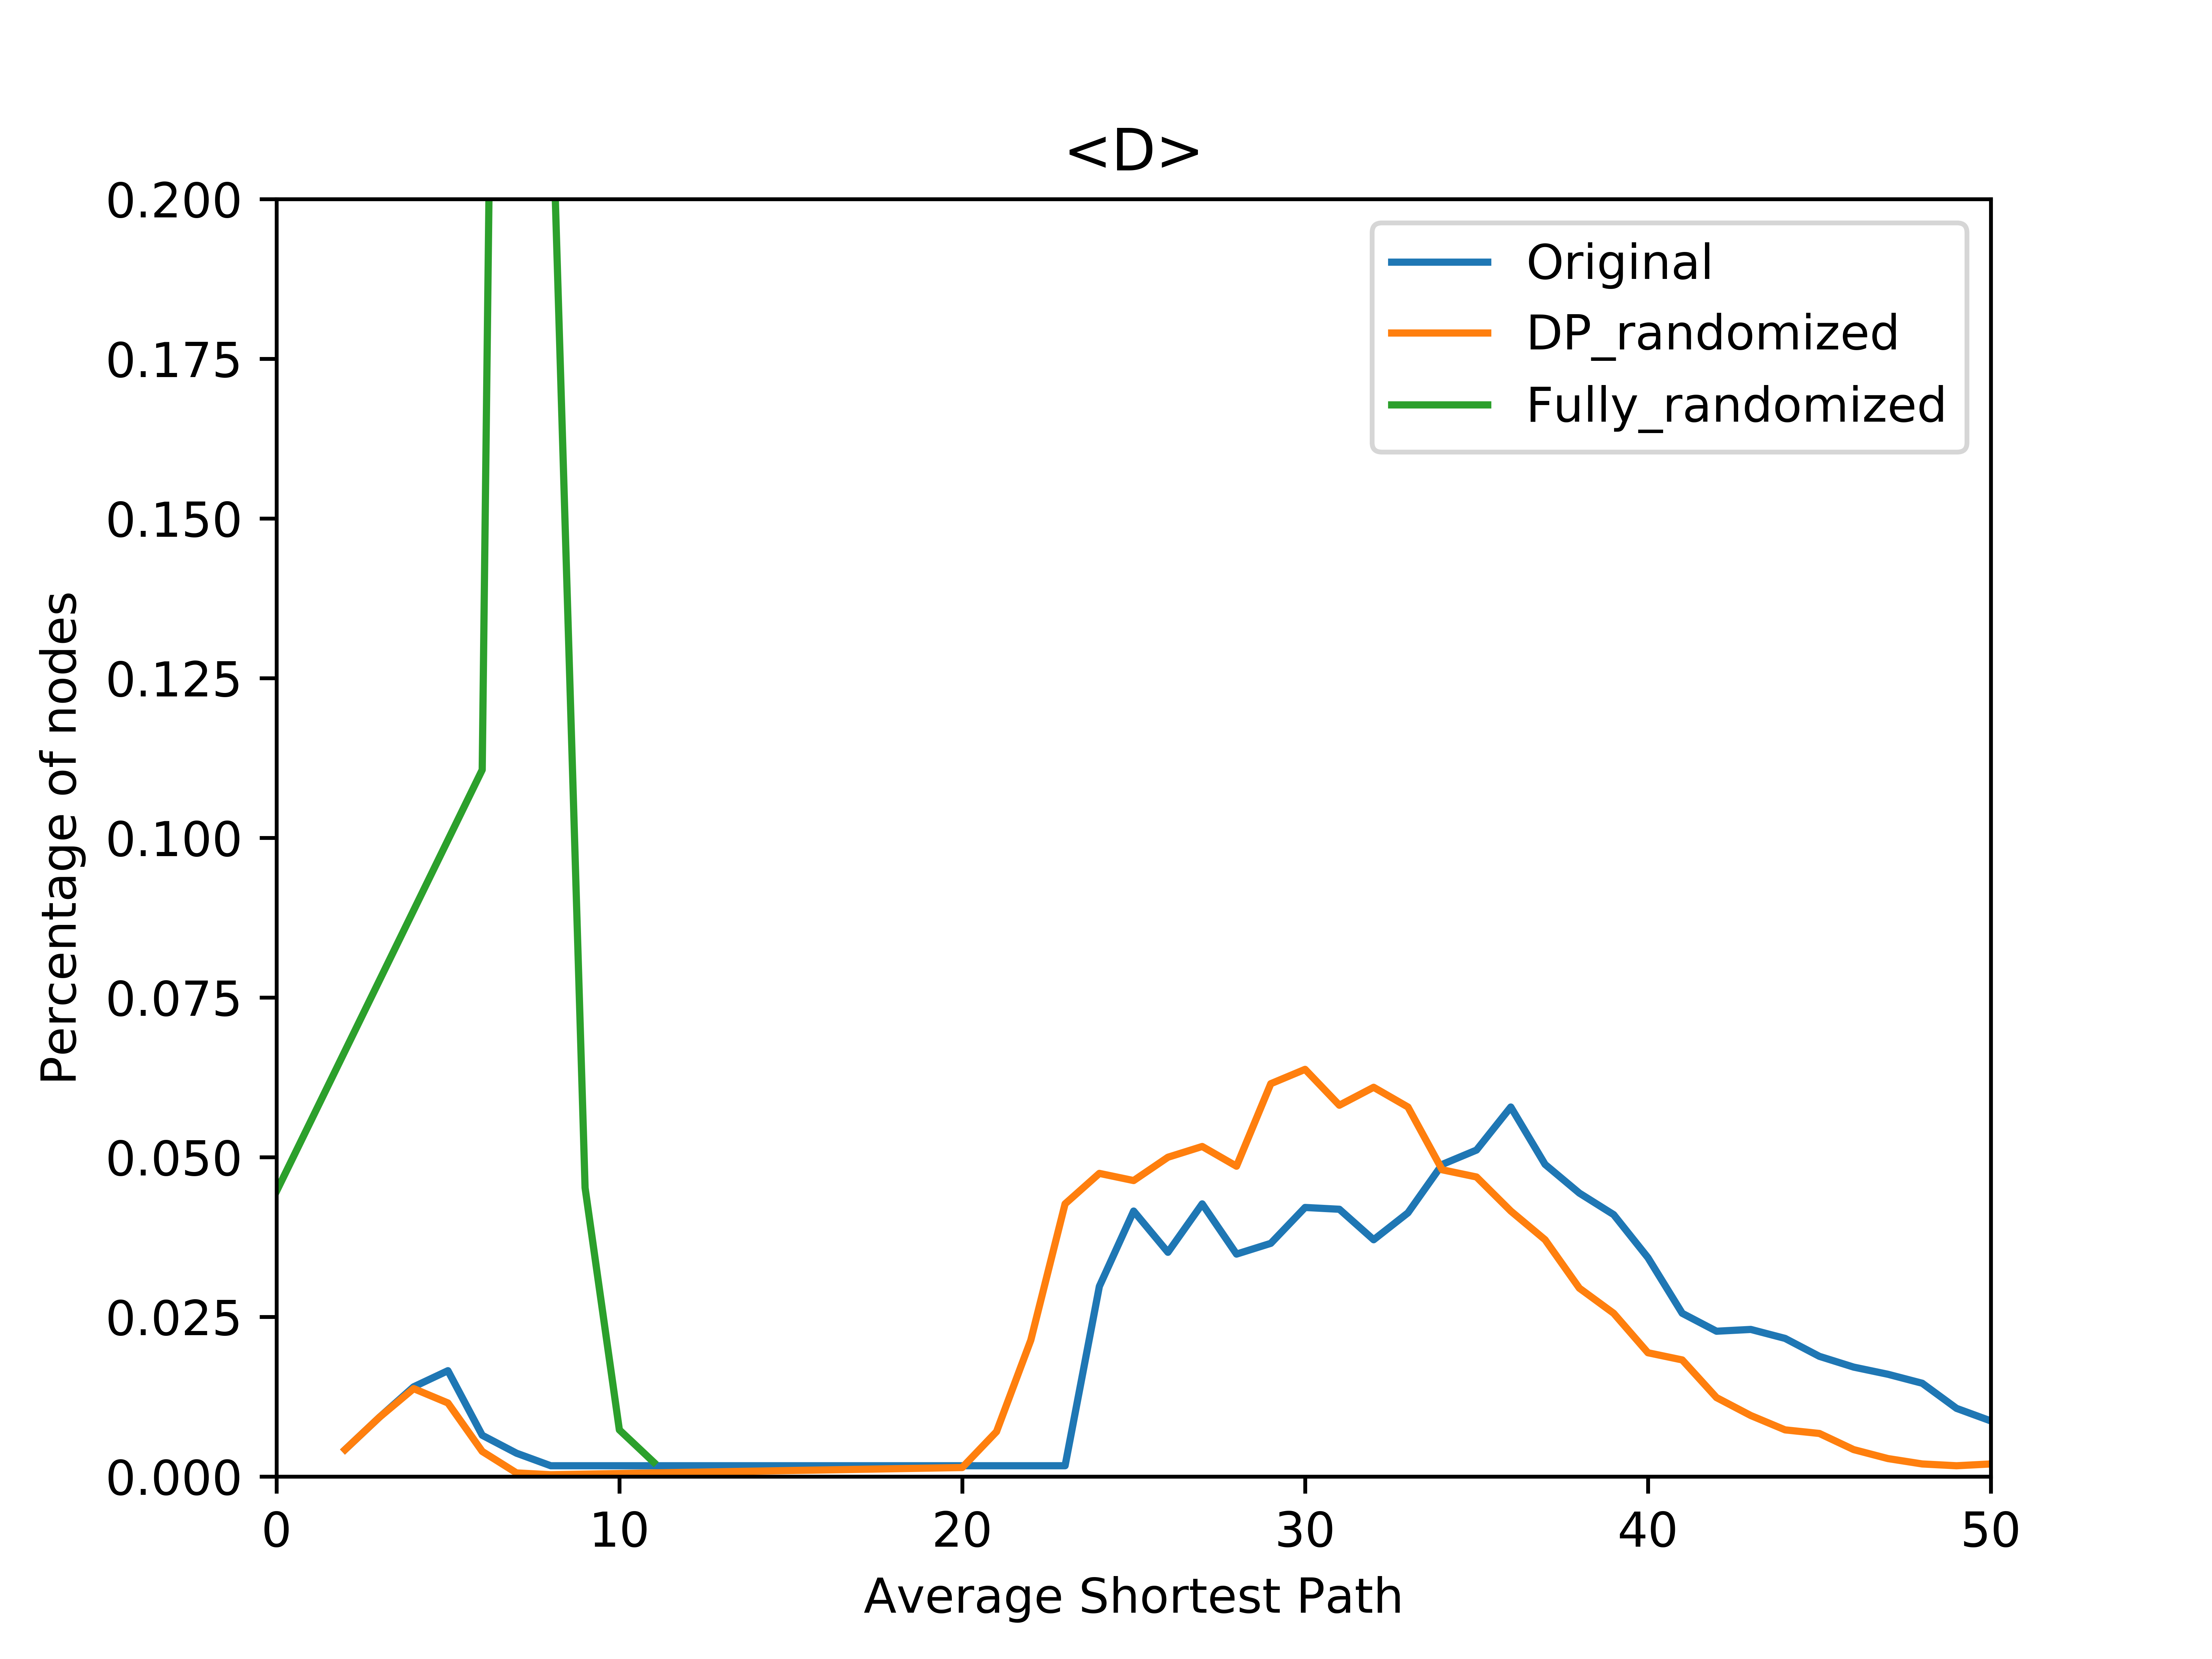 <D>
0.200
0.175
0.150
0.125
0.100
0.075
0.050
0.025
0.000
Percentage of nodes
Original
DP_randomized
Fully_randomized
0 10 20 30 40 50
Average Shortest Path